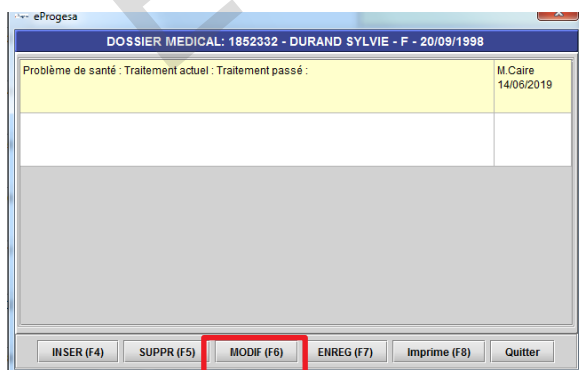 eProgesa
DOSSIER MEDICAL: 1852332 - DURAND SYLVIE - F - 20/09/1998
Problème de santé : Traitement actuel : Traitement passé :
M.Caire
14/06/2019
INSER (F4) SUPPR (F5) MODIF (F6) ENREG (F7) Imprime (F8) Quitter